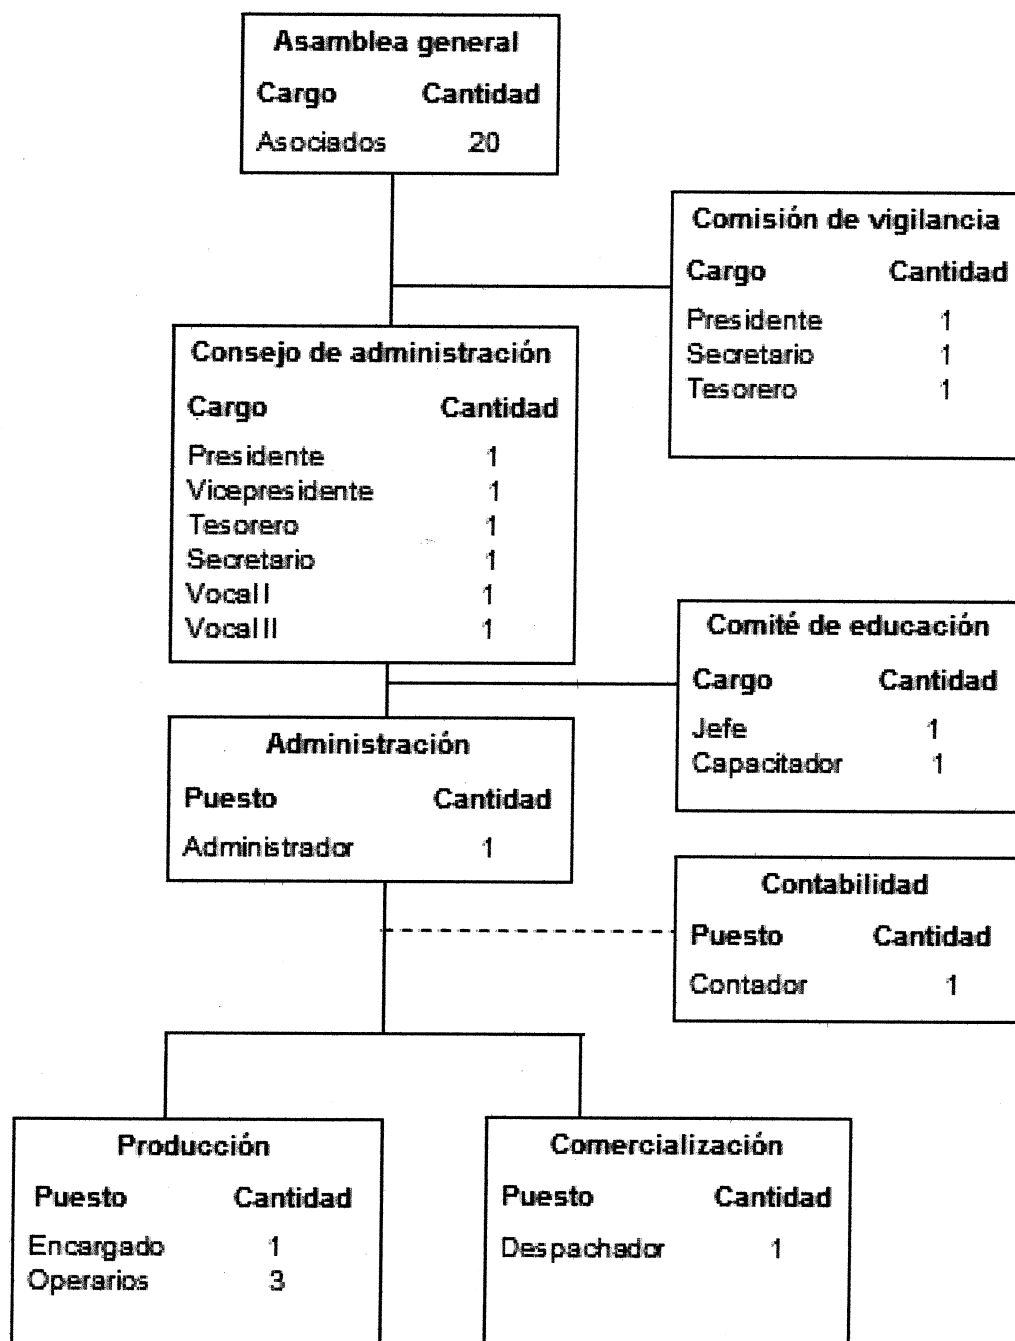 Asamblea general
Cargo Cantidad
Asociados 20
Comisión de vigilancia
Cargo Cantidad
Presidente 1
Secretario 1
Tesorero 1
Consejo de administración
Cargo Cantidad
Presidente 1
Vicepresidente 1
Tesorero 1
Secretario 1
Vocal I 1
Vocal II 1
Comité de educación
Cargo Cantidad
Jefe 1
Capacitador 1
Administración
Puesto Cantidad
Administrador 1
Contabilidad
Puesto Cantidad
Contador 1
Producción
Puesto Cantidad
Encargado 1
Operarios 3
Comercialización
Puesto Cantidad
Despachador 1